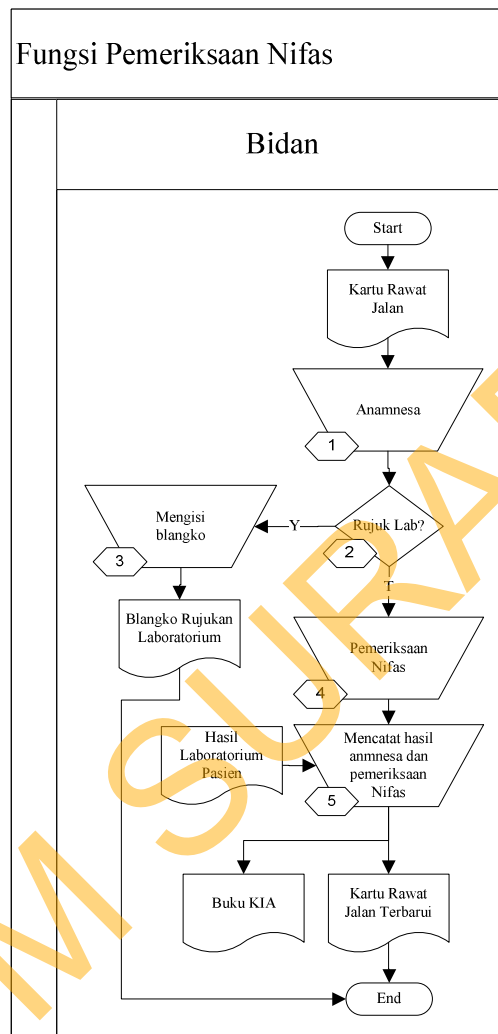 Fungsi Pemeriksaan Nifas
Bidan
Start
Kartu Rawat
Jalan
Anamnesa
1
Rujuk Lab?
2
Y
T
Mengisi
blangko
3
Blangko Rujukan
Laboratorium
Pemeriksaan
Nifas
4
Hasil
Laboratorium
Pasien
Mencatat hasil
anmnesa dan
pemeriksaan
Nifas
5
Buku KIA
Kartu Rawat
Jalan Terbarui
End
M SURA